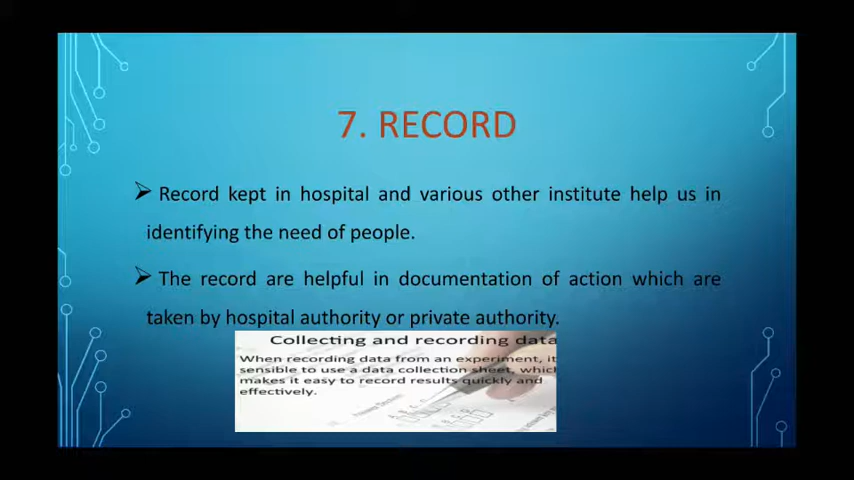 7. RECORD
Record kept in hospital and various other institute help us in
identifying the need of people.
The record are helpful in documentation of action which are
taken by hospital authority or private authority.
Collecting and recording data
When recording data from an experiment, it
sensible to use a data collection sheet, which
makes it easy to record results quickly and
effectively.